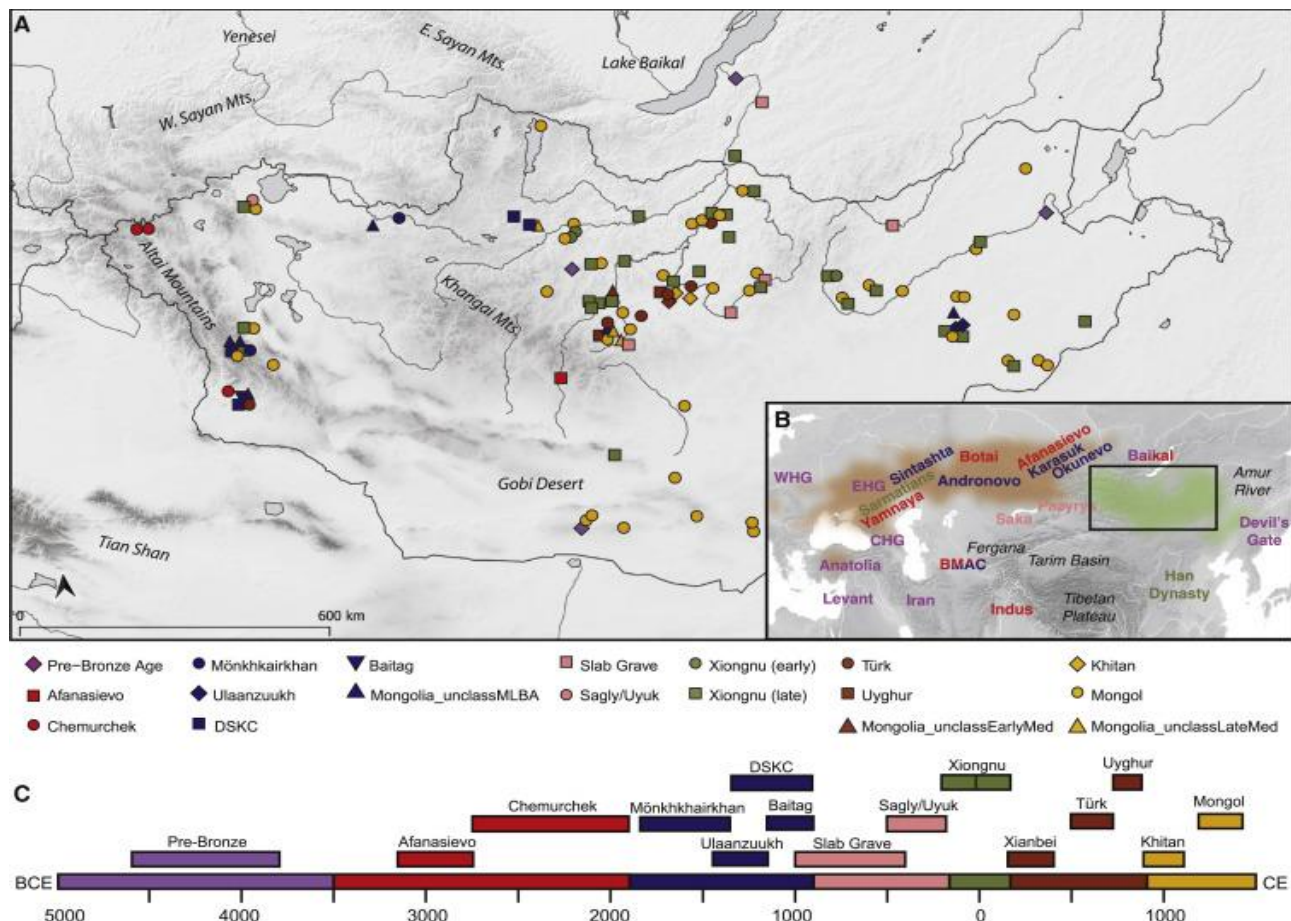 A
Yenesei
E. Sayan Mts.
Lake Baikal
W. Sayan Mts.
Altai Mountains
Khangai Mts.
Gobi Desert
Tian Shan
0
600 km
B
WHG
EHG
Sintashta
Sarmatians
Yamnaya
Botai
Andronovo
Afanasievo
Karasuk
Okunevo
Baikal
Amur
River
Papyryk
Saka
Devil's
Gate
CHG
Fergana
Anatolia
BMAC
Tarim Basin
Han
Dynasty
Levant
Iran
Indus
Tibetan
Plateau
Pre-Bronze Age
Mönkhkairkhan
Baitag
Slab Grave
Xiongnu (early)
Türk
Khitan
Afanasievo
Ulaanzuukh
Mongolia_unclassMLBA
Sagly/Uyuk
Xiongnu (late)
Uyghur
Mongol
Chemurchek
DSKC
Mongolia_unclassEarlyMed
Mongolia_unclassLateMed
C
DSKC
Xiongnu
Uyghur
Chemurchek
Mönkhkhairkhan
Baitag
Sagly/Uyuk
Türk
Mongol
Pre-Bronze
Afanasievo
Ulaanzuukh
Slab Grave
Xianbei
Khitan
BCE
CE
5000
4000
3000
2000
1000
0
1000